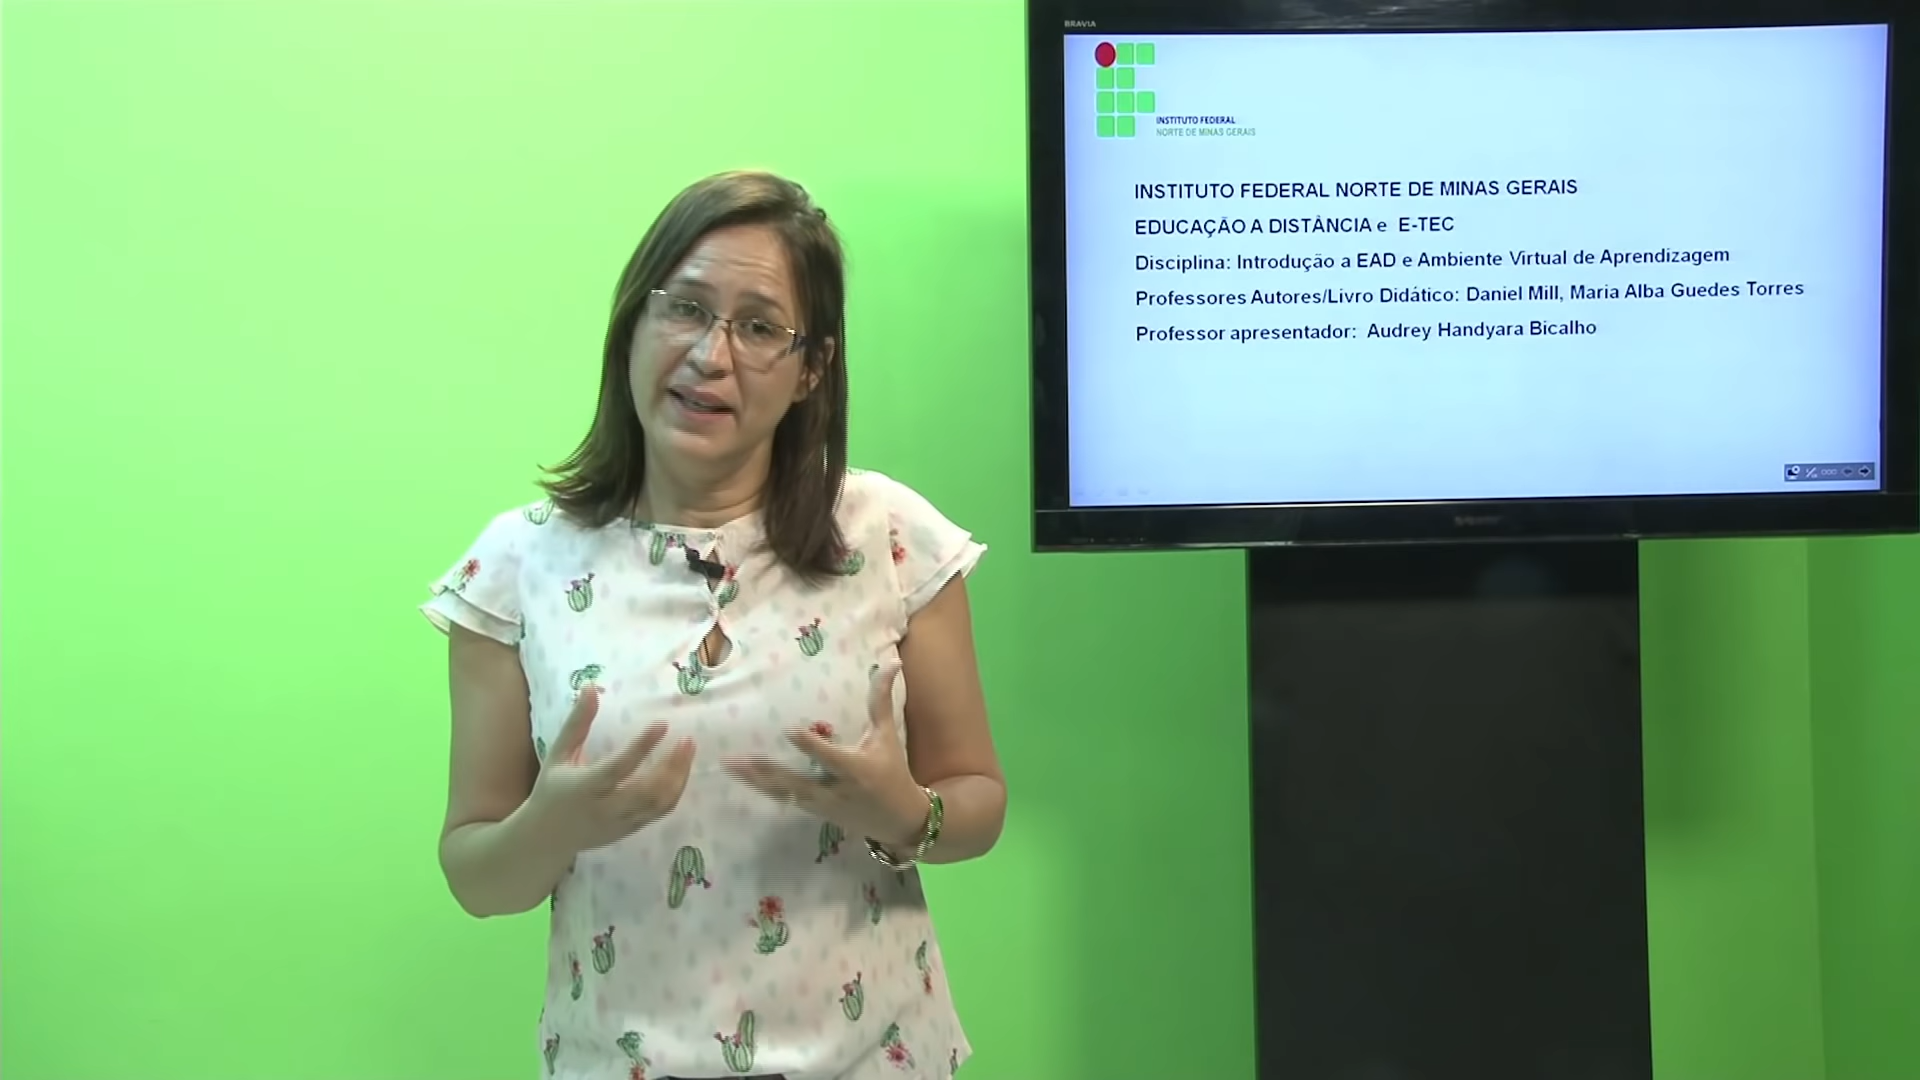 BRAVIA
INSTITUTO FEDERAL
NORTE DE MINAS GERAIS
INSTITUTO FEDERAL NORTE DE MINAS GERAIS
EDUCAÇÃO A DISTÂNCIA e E-TEC
Disciplina: Introdução a EAD e Ambiente Virtual de Aprendizagem
Professores Autores/Livro Didático: Daniel Mill, Maria Alba Guedes Torres
Professor apresentador: Audrey Handyara Bicalho